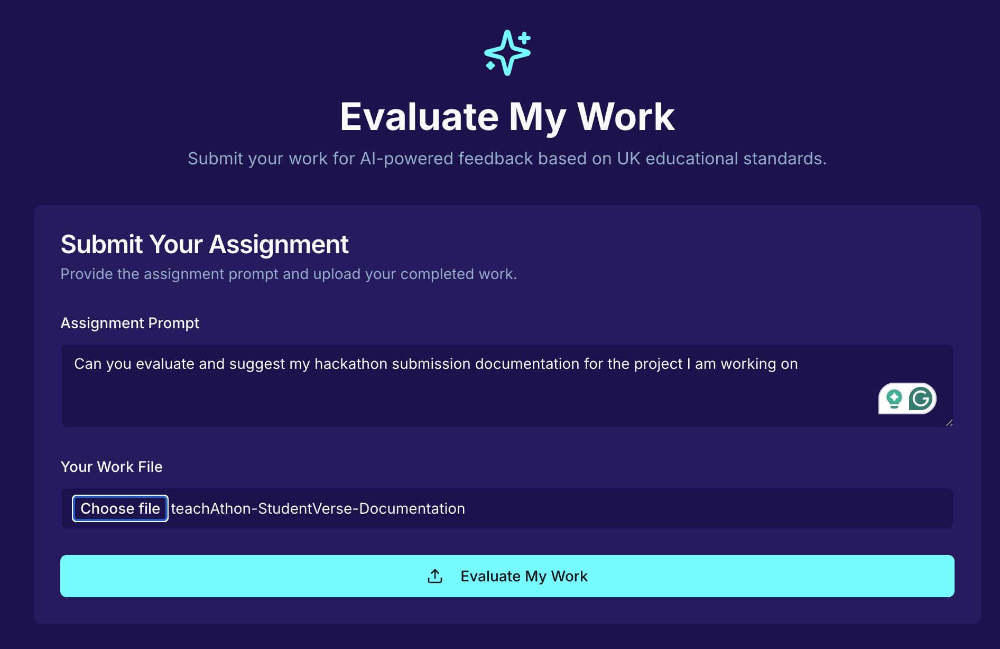 Evaluate My Work
Submit your work for AI-powered feedback based on UK educational standards.
Submit Your Assignment
Provide the assignment prompt and upload your completed work.
Assignment Prompt
Can you evaluate and suggest my hackathon submission documentation for the project I am working on
Your Work File
Choose file teachAthon-StudentVerse-Documentation
Evaluate My Work